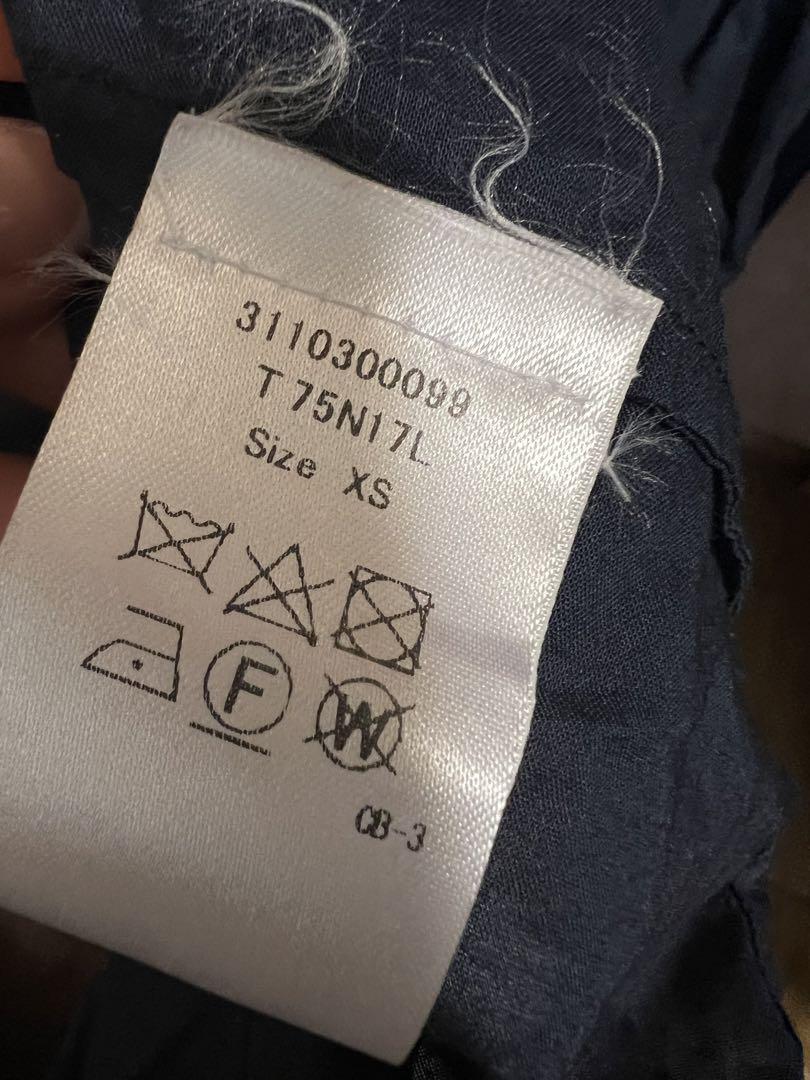 3110300099
T 75N17L
Size XS
F W
CB-3